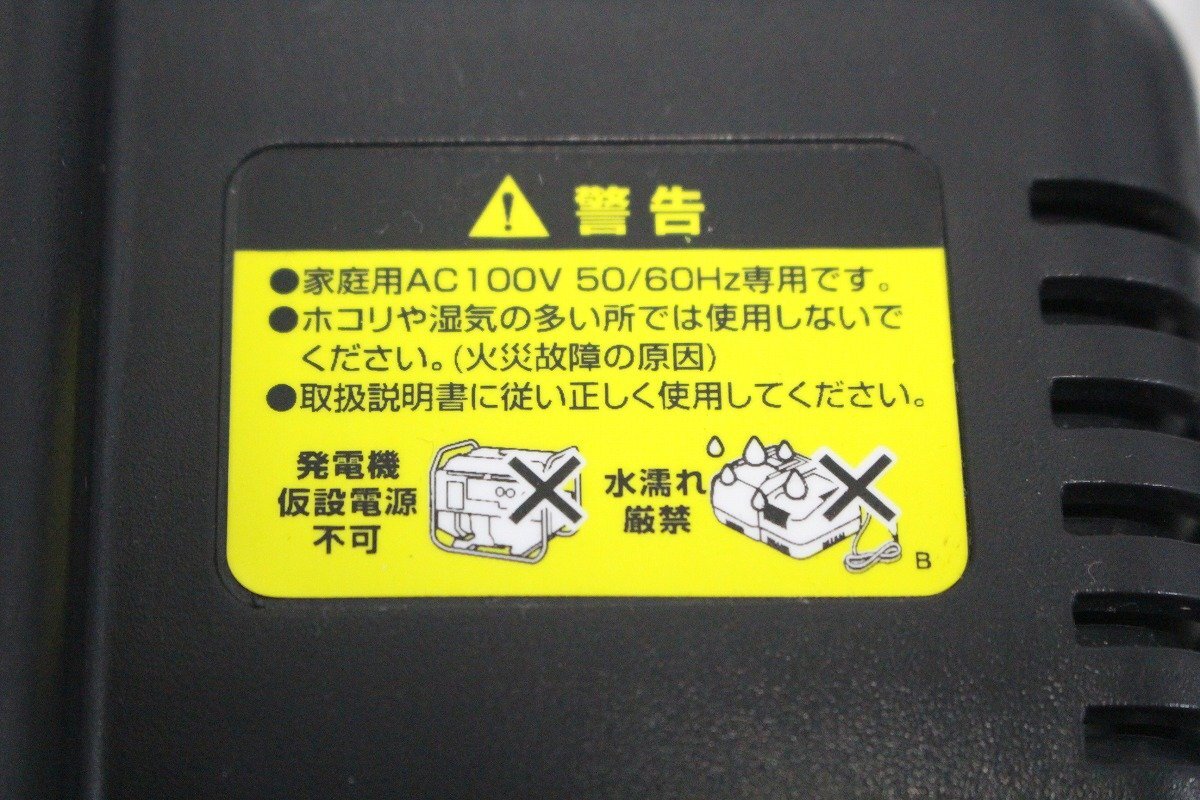 警告
●家庭用AC100V 50/60Hz専用です。
●ホコリや湿気の多い所では使用しないで
ください。(火災故障の原因)
●取扱説明書に従い正しく使用してください。
発電機
仮設電源
不可
水濡れ
厳禁
B